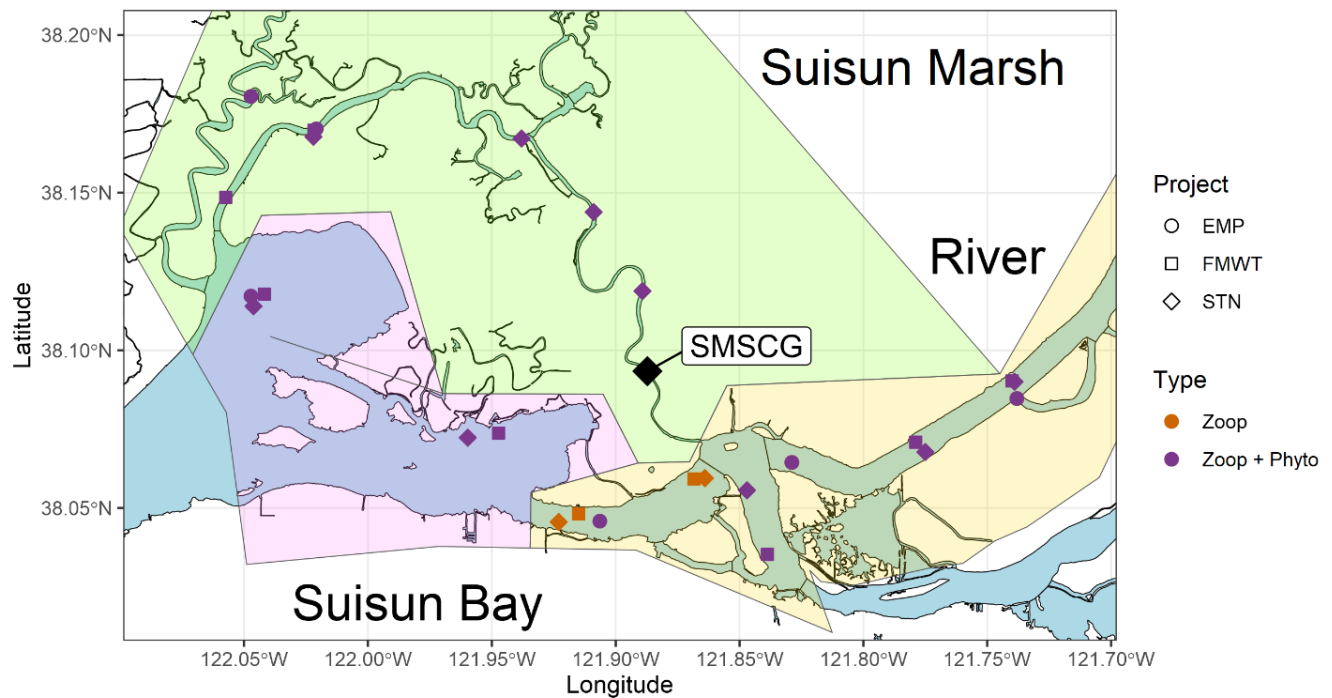 Suisun Marsh
River
SMSCG
Suisun Bay
38.20°N
38.15°N
38.10°N
38.05°N
Latitude
122.05°W 122.00°W 121.95°W 121.90°W 121.85°W 121.80°W 121.75°W 121.70°W
Longitude
Project
EMP
FMWT
STN
Type
Zoop
Zoop + Phyto